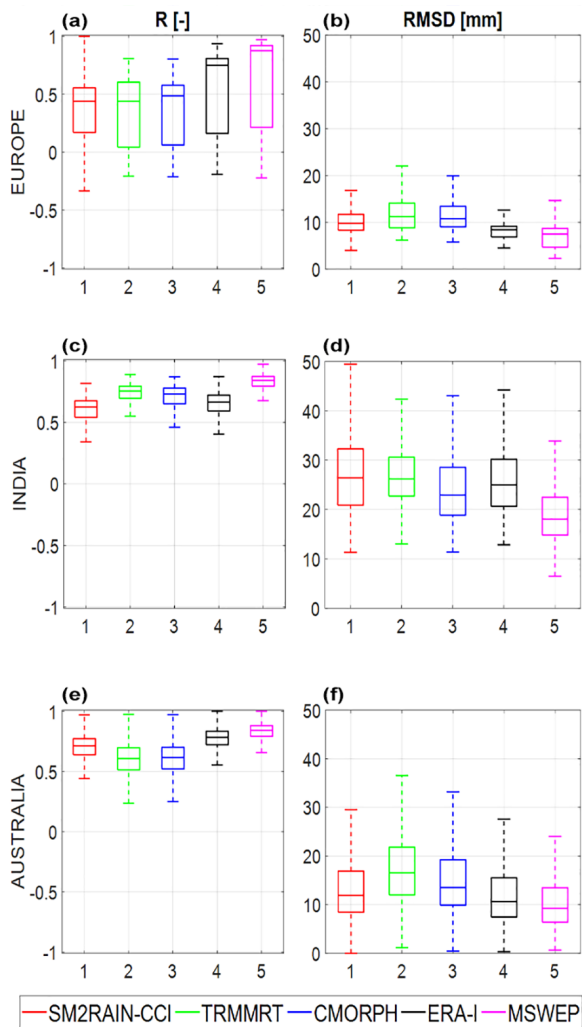 (a) R [-] (b) RMSD [mm]
EUROPE
1
0.5
0
-0.5
-1
1 2 3 4 5
50
40
30
20
10
0
1 2 3 4 5
(c) (d)
INDIA
1
0.5
0
-0.5
-1
1 2 3 4 5
50
40
30
20
10
0
1 2 3 4 5
(e) (f)
AUSTRALIA
1
0.5
0
-0.5
-1
1 2 3 4 5
50
40
30
20
10
0
1 2 3 4 5
SM2RAIN-CCI TRMMRT CMORPH ERA-I MSWEP